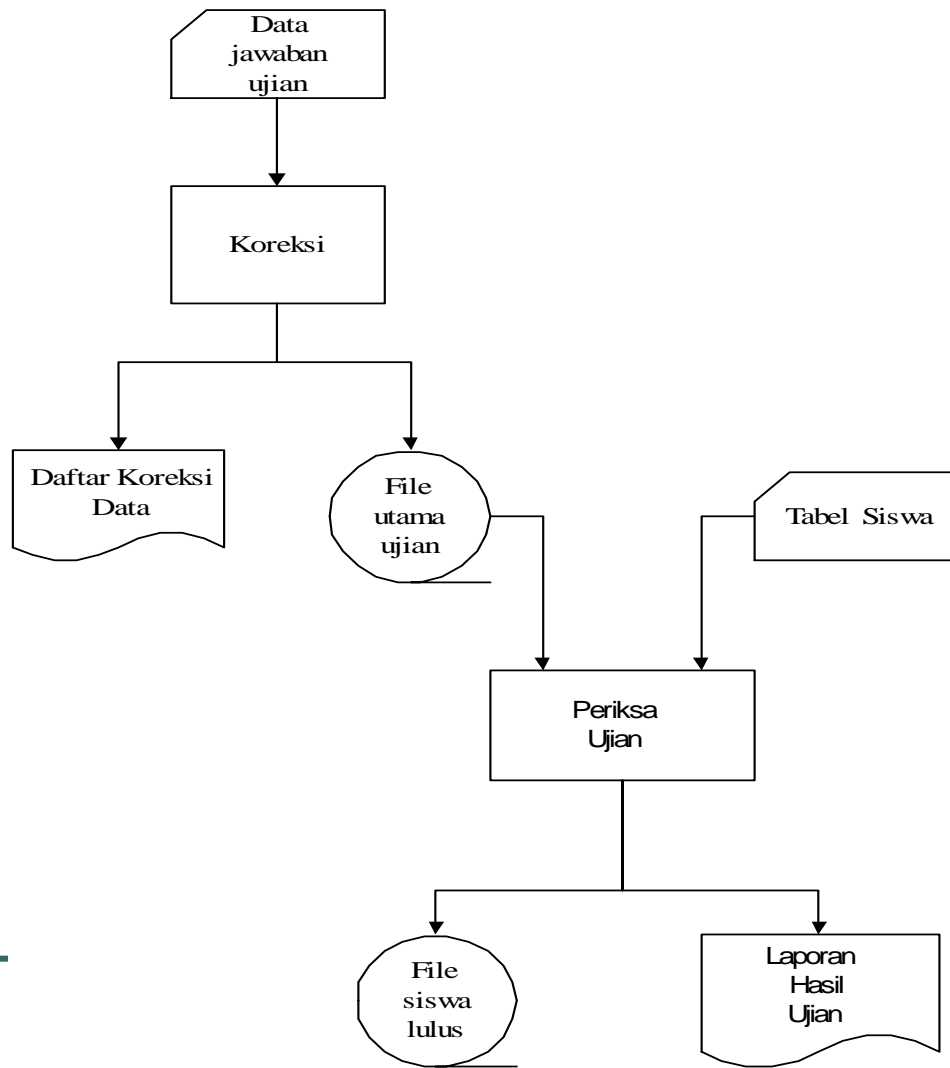 Data
jawaban
ujian
Koreksi
Daftar Koreksi
Data
File
utama
ujian
Tabel Siswa
Periksa
Ujian
File
siswa
lulus
Laporan
Hasil
Ujian